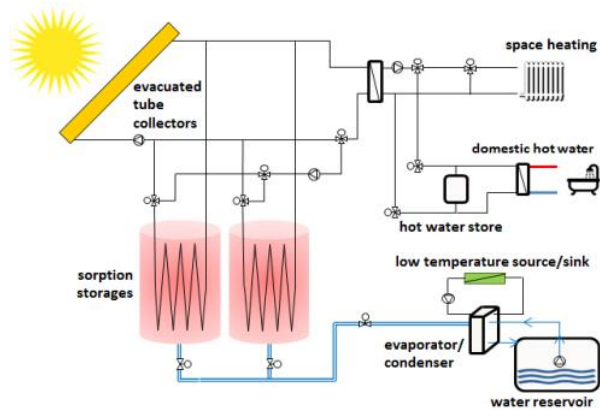 space heating
evacuated
tube
collectors
domestic hot water
hot water store
sorption
storages
low temperature source/sink
evaporator/
condenser
water reservoir